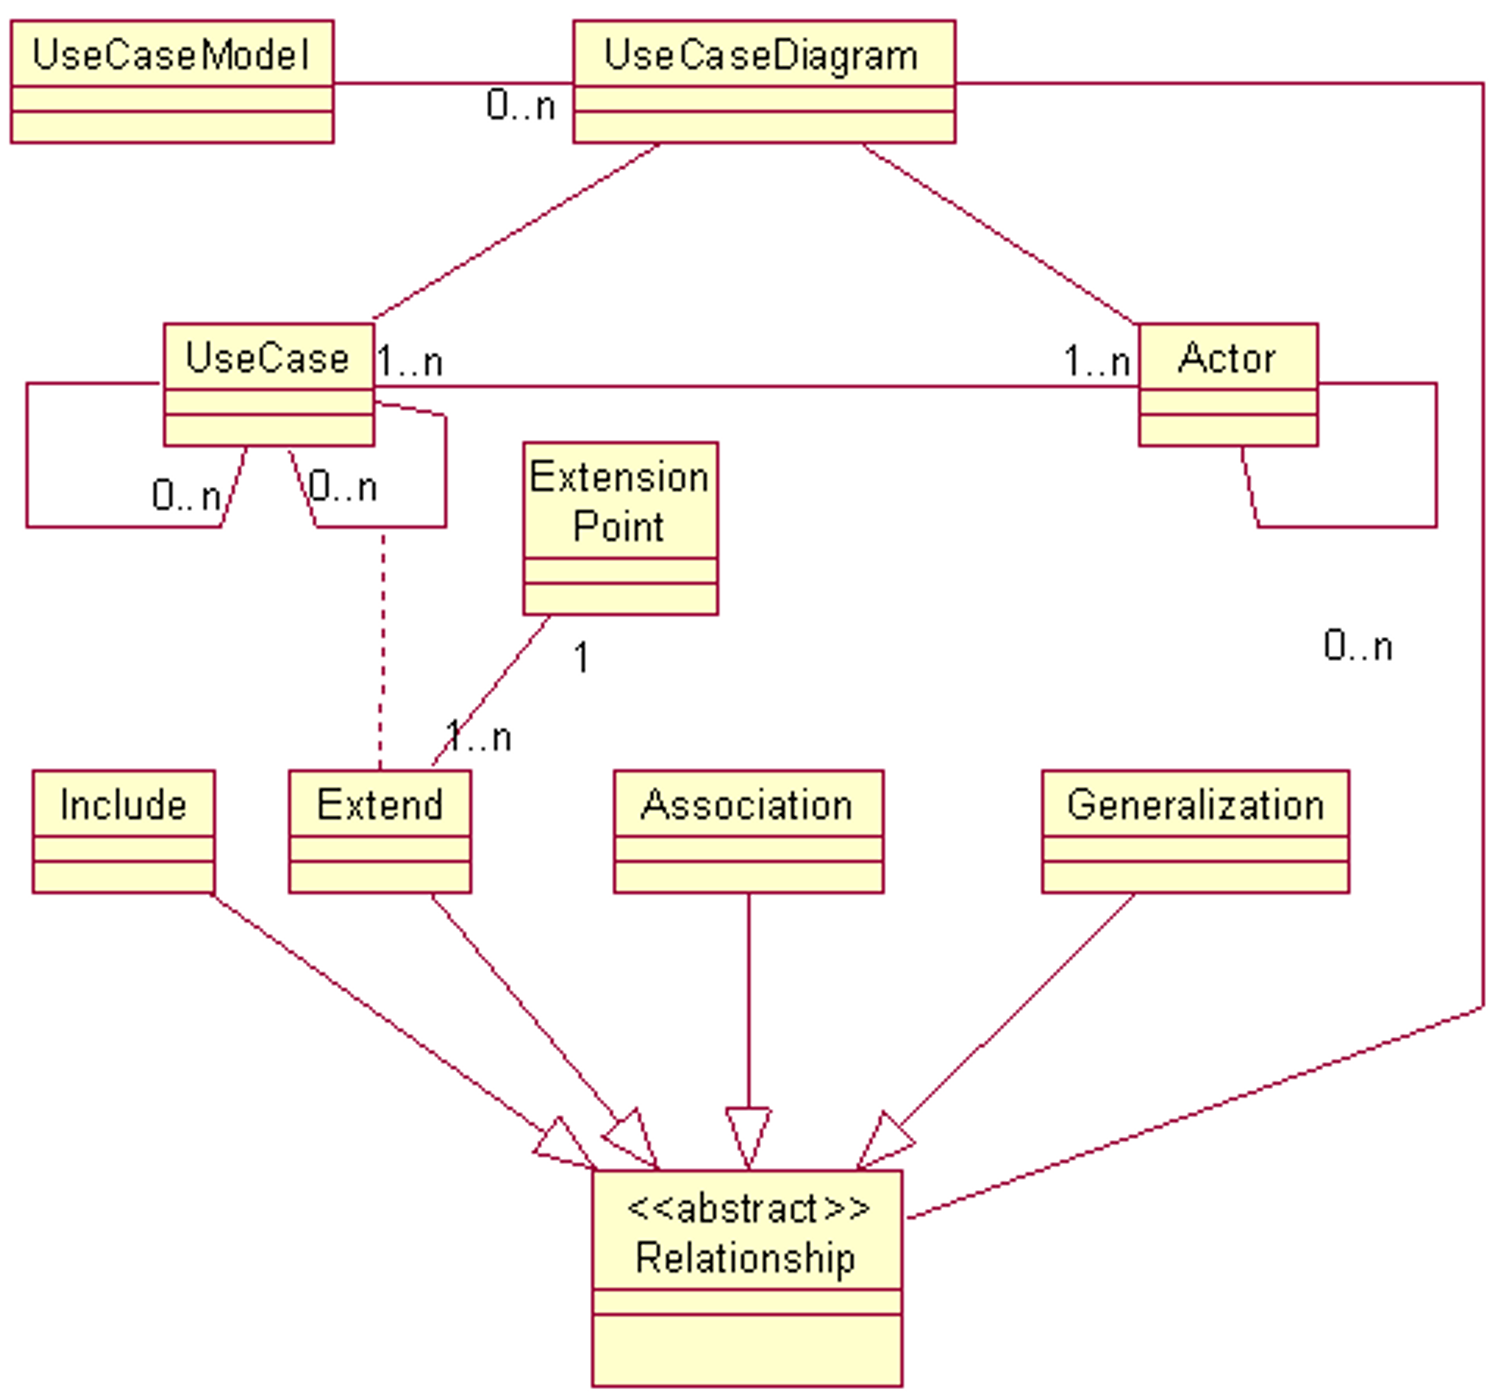 UseCaseModel
UseCaseDiagram
0..n
UseCase
1..n
1..n
Actor
0..n
0..n
Extension
Point
1
0..n
1..n
Include
Extend
Association
Generalization
<<abstract>>
Relationship